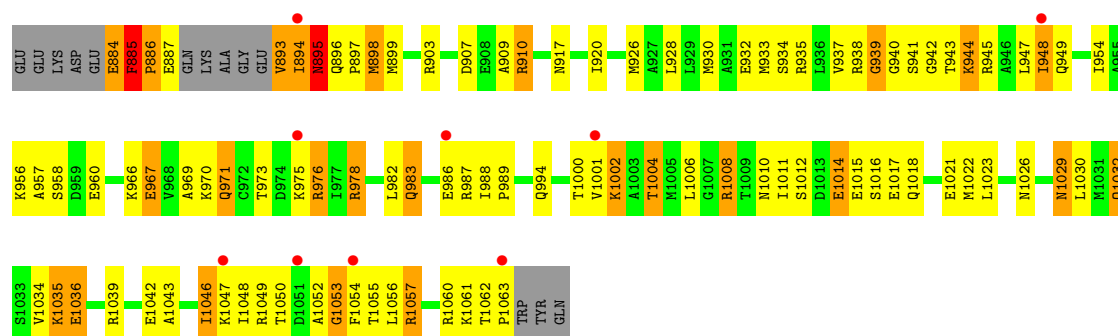 GLU GLU LYS ASP GLU E884 F885 P886 E887 GLN LYS ALA GLY GLU V893 I894 N895 Q896 P897 M898 M899 R903 D907 E908 A909 R910 N917 I920 M926 A927 L928 L929 M930 A931 E932 M933 S934 R935 L936 V937 R938 G939 G940 S941 G942 T943 K944 R945 A946 L947 I948 Q949 I954 A955
K956 A957 S958 D959 E960 K966 E967 V968 A969 K970 Q971 C972 T973 D974 K975 R976 I977 R978 L982 Q983 E986 R987 I988 P989 Q994 T1000 V1001 K1002 A1003 T1004 M1005 L1006 G1007 R1008 T1009 N1010 I1011 S1012 D1013 E1014 E1015 S1016 E1017 Q1018 E1021 M1022 L1023 N1026 N1029 L1030 M1031 Q1032
S1033 V1034 K1035 E1036 R1039 E1042 A1043 I1046 K1047 I1048 R1049 T1050 D1051 A1052 G1053 F1054 T1055 L1056 R1057 R1060 K1061 T1062 P1063 TRP TYR GLN